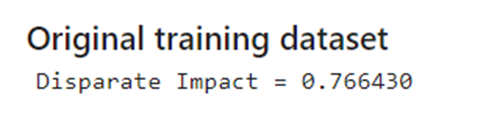 Original training dataset
Disparate Impact = 0.766430